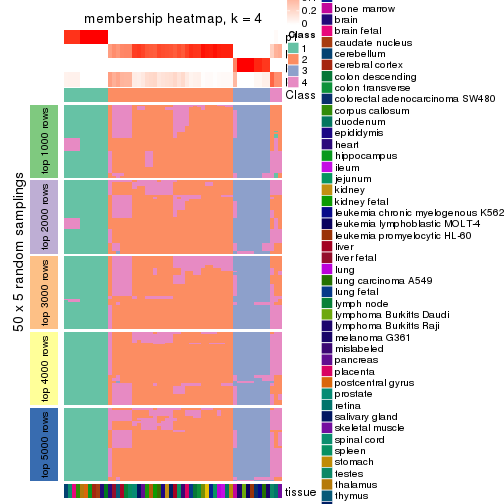 membership heatmap, k = 4
0.2
0
Class
1
2
3
4
Class
50 x 5 random samplings
top 1000 rows
top 2000 rows
top 3000 rows
top 4000 rows
top 5000 rows
tissue
bone marrow
brain
brain fetal
caudate nucleus
cerebellum
cerebral cortex
colon descending
colon transverse
colorectal adenocarcinoma SW480
corpus callosum
duodenum
epididymis
heart
hippocampus
ileum
jejunum
kidney
kidney fetal
leukemia chronic myelogenous K562
leukemia lymphoblastic MOLT-4
leukemia promyelocytic HL-60
liver
liver fetal
lung
lung carcinoma A549
lung fetal
lymph node
lymphoma Burkitts Daudi
lymphoma Burkitts Raji
melanoma G361
mislabeled
pancreas
placenta
postcentral gyrus
prostate
retina
salivary gland
skeletal muscle
spinal cord
spleen
stomach
testes
thalamus
thymus